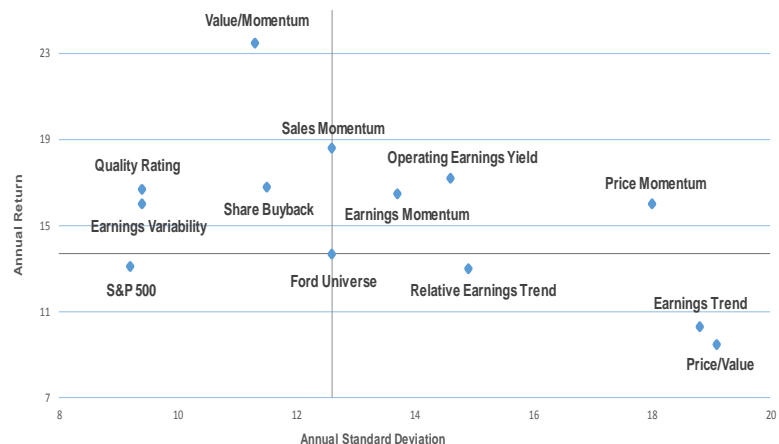 Value/Momentum
23
Sales Momentum
19
Operating Earnings Yield
Quality Rating
Price Momentum
Share Buyback
Earnings Momentum
Earnings Variability
15
Annual Return
Ford Universe
S&P 500
Relative Earnings Trend
Earnings Trend
11
Price/Value
7
8 10 12 14 16 18 20
Annual Standard Deviation